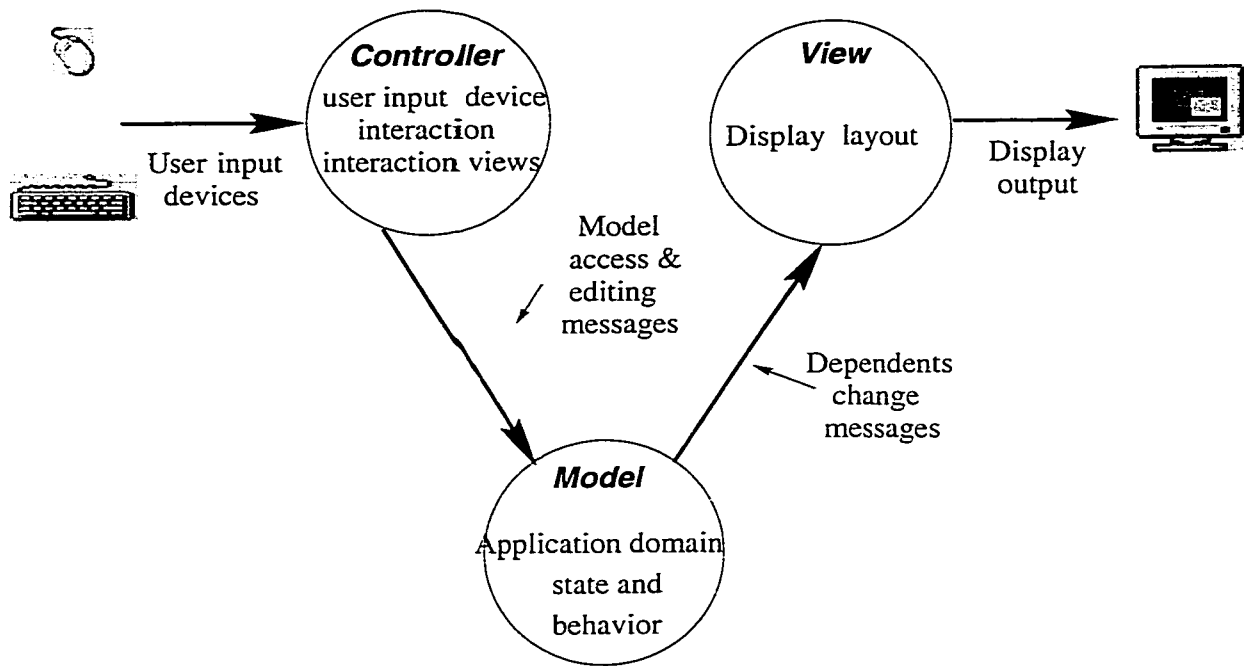 Controller
user input device
interaction
interaction views
View
Display layout
User input
devices
Display
output
Model
access &
editing
messages
Dependents
change
messages
Model
Application domain
state and
behavior